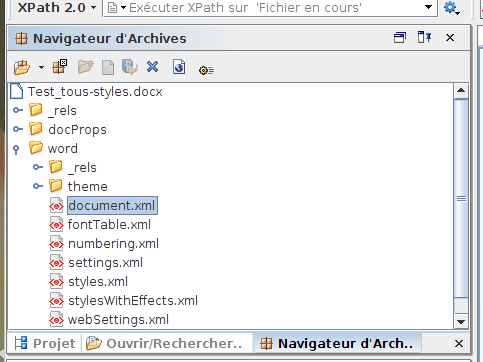 XPath 2.0 Exécuter XPath sur 'Fichier en cours'
Navigateur d'Archives
Test_tous-styles.docx
_rels
docProps
word
_rels
theme
document.xml
fontTable.xml
numbering.xml
settings.xml
styles.xml
stylesWithEffects.xml
webSettings.xml
Projet Ouvrir/Rechercher.. Navigateur d'Arch..